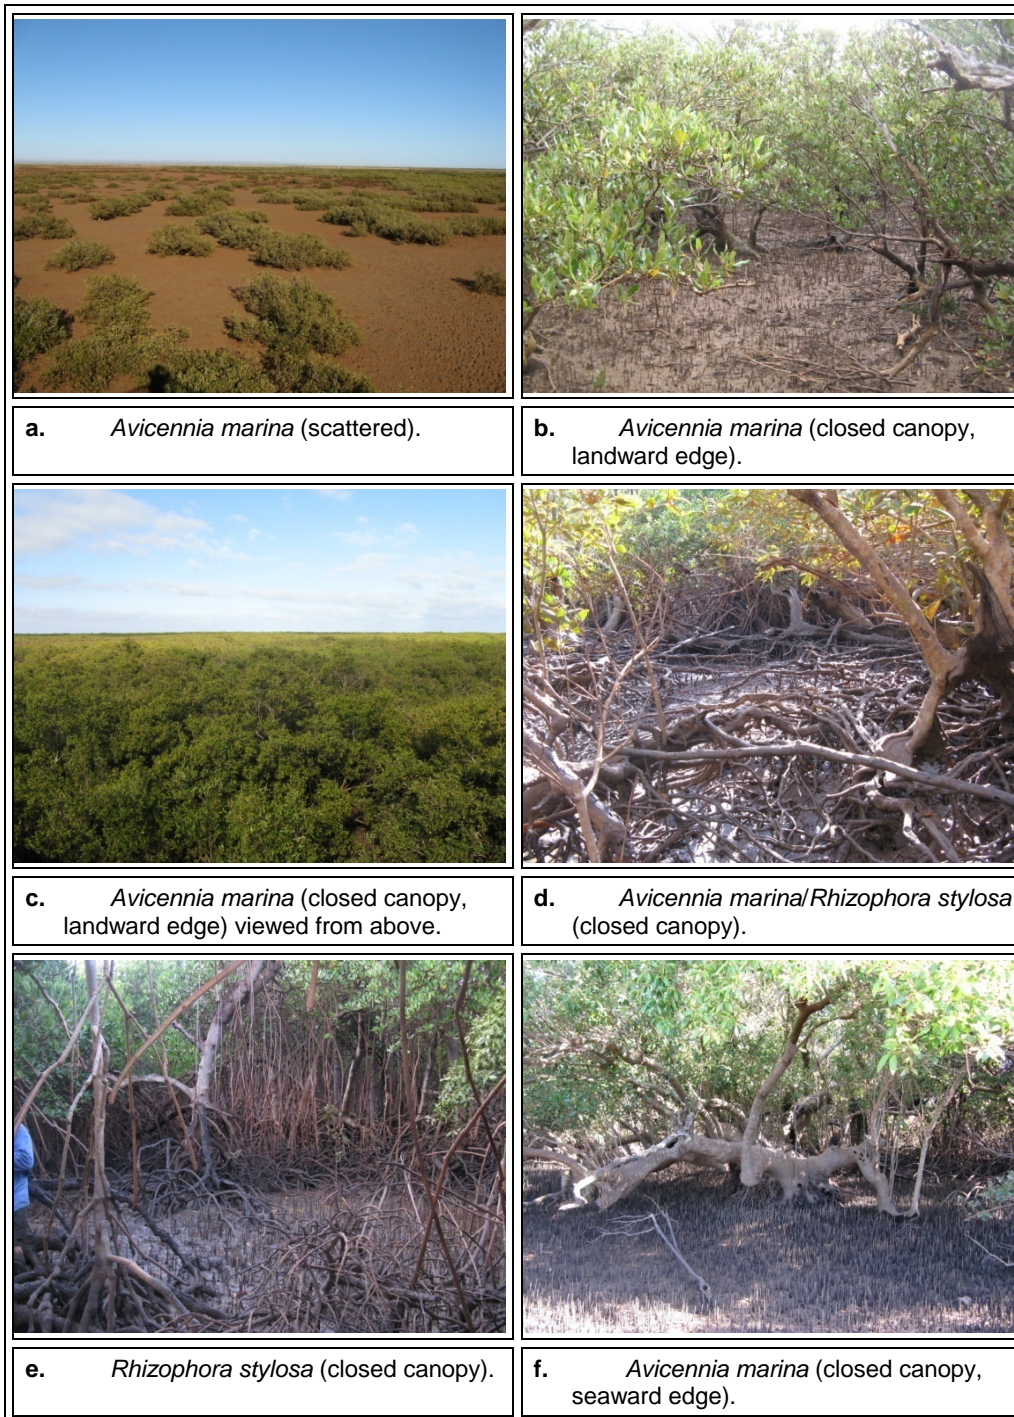 a. Avicennia marina (scattered).
b. Avicennia marina (closed canopy,
landward edge).
c. Avicennia marina (closed canopy,
landward edge) viewed from above.
d. Avicennia marina/Rhizophora stylosa
(closed canopy).
e. Rhizophora stylosa (closed canopy).
f. Avicennia marina (closed canopy,
seaward edge).